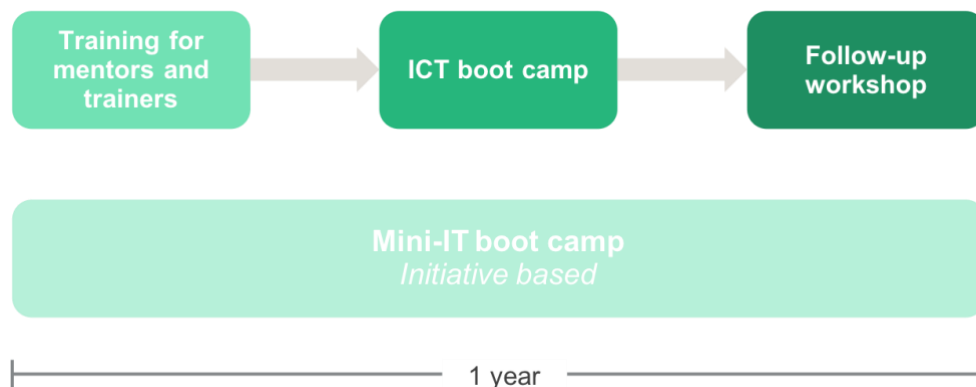 Training for
mentors and
trainers
ICT boot camp
Follow-up
workshop
Mini-IT boot camp
Initiative based
1 year